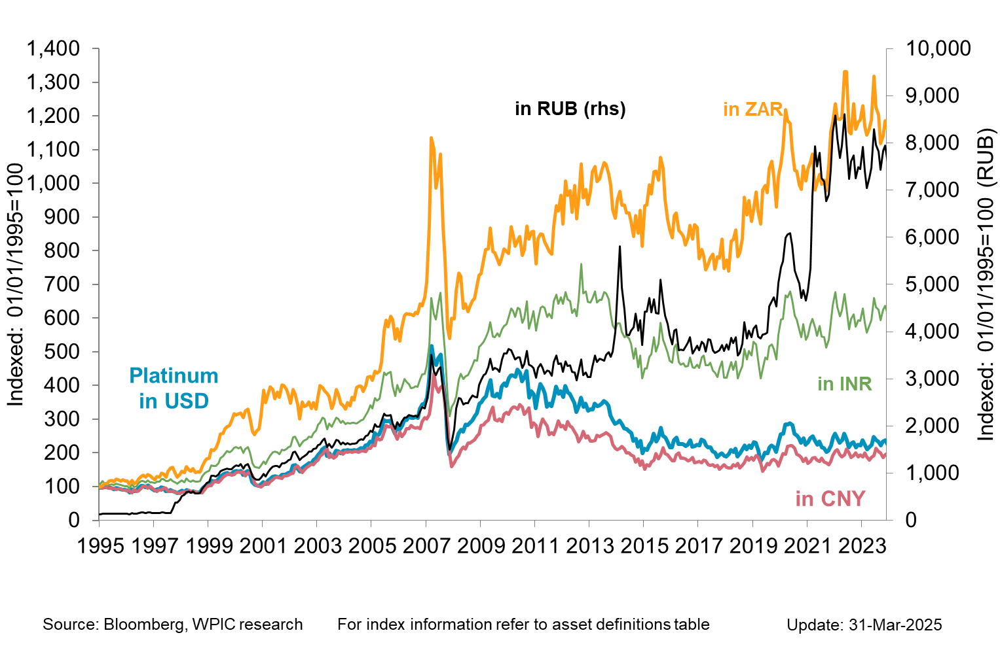 1,400
1,300
1,200
1,100
1,000
900
800
700
600
500
400
300
200
100
0
Indexed: 01/01/1995=100
10,000
9,000
8,000
7,000
6,000
5,000
4,000
3,000
2,000
1,000
0
Indexed: 01/01/1995=100 (RUB)
in RUB (rhs)
in ZAR
Platinum
in USD
in INR
in CNY
1995 1997 1999 2001 2003 2005 2007 2009 2011 2013 2015 2017 2019 2021 2023
Source: Bloomberg, WPIC research For index information refer to asset definitions table Update: 31-Mar-2025